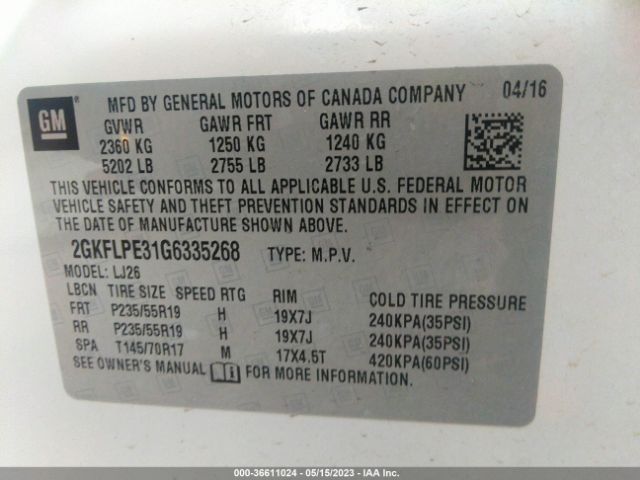 GM
MFD BY GENERAL MOTORS OF CANADA COMPANY 04/16
GVWR GAWR FRT GAWR RR
2360 KG 1250 KG 1240 KG
5202 LB 2755 LB 2733 LB
THIS VEHICLE CONFORMS TO ALL APPLICABLE U.S. FEDERAL MOTOR
VEHICLE SAFETY AND THEFT PREVENTION STANDARDS IN EFFECT ON
THE DATE OF MANUFACTURE SHOWN ABOVE.
2GKFLPE31G6335268 TYPE: M.P.V.
MODEL: LJ26
LBCN TIRE SIZE SPEED RTG RIM COLD TIRE PRESSURE
FRT P235/55R19 H 19X7J 240KPA(35PSI)
RR P235/55R19 H 19X7J 240KPA(35PSI)
SPA T145/70R17 M 17X4.5T 420KPA(60PSI)
SEE OWNER'S MANUAL FOR MORE INFORMATION.
000-36611024 - 05/15/2023 - IAA Inc.